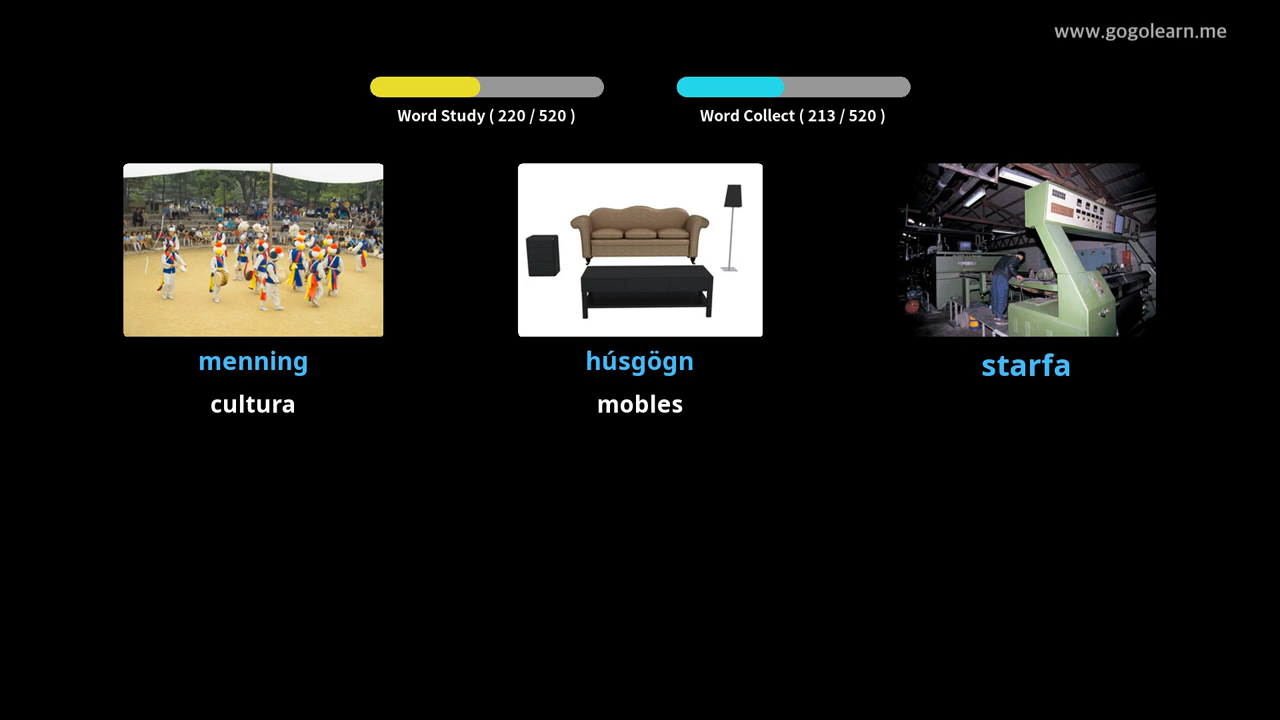 www.gogolearn.me
Word Study ( 220 / 520 )
Word Collect ( 213 / 520 )
menning
cultura
húsgögn
mobles
starfa